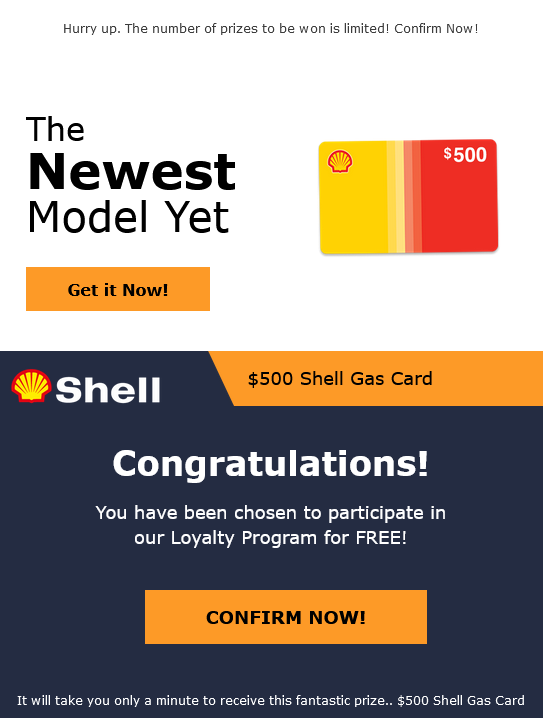 Hurry up. The number of prizes to be won is limited! Confirm Now!
The
Newest
Model Yet
$500
Get it Now!
Shell
$500 Shell Gas Card
Congratulations!
You have been chosen to participate in
our Loyalty Program for FREE!
CONFIRM NOW!
It will take you only a minute to receive this fantastic prize.. $500 Shell Gas Card